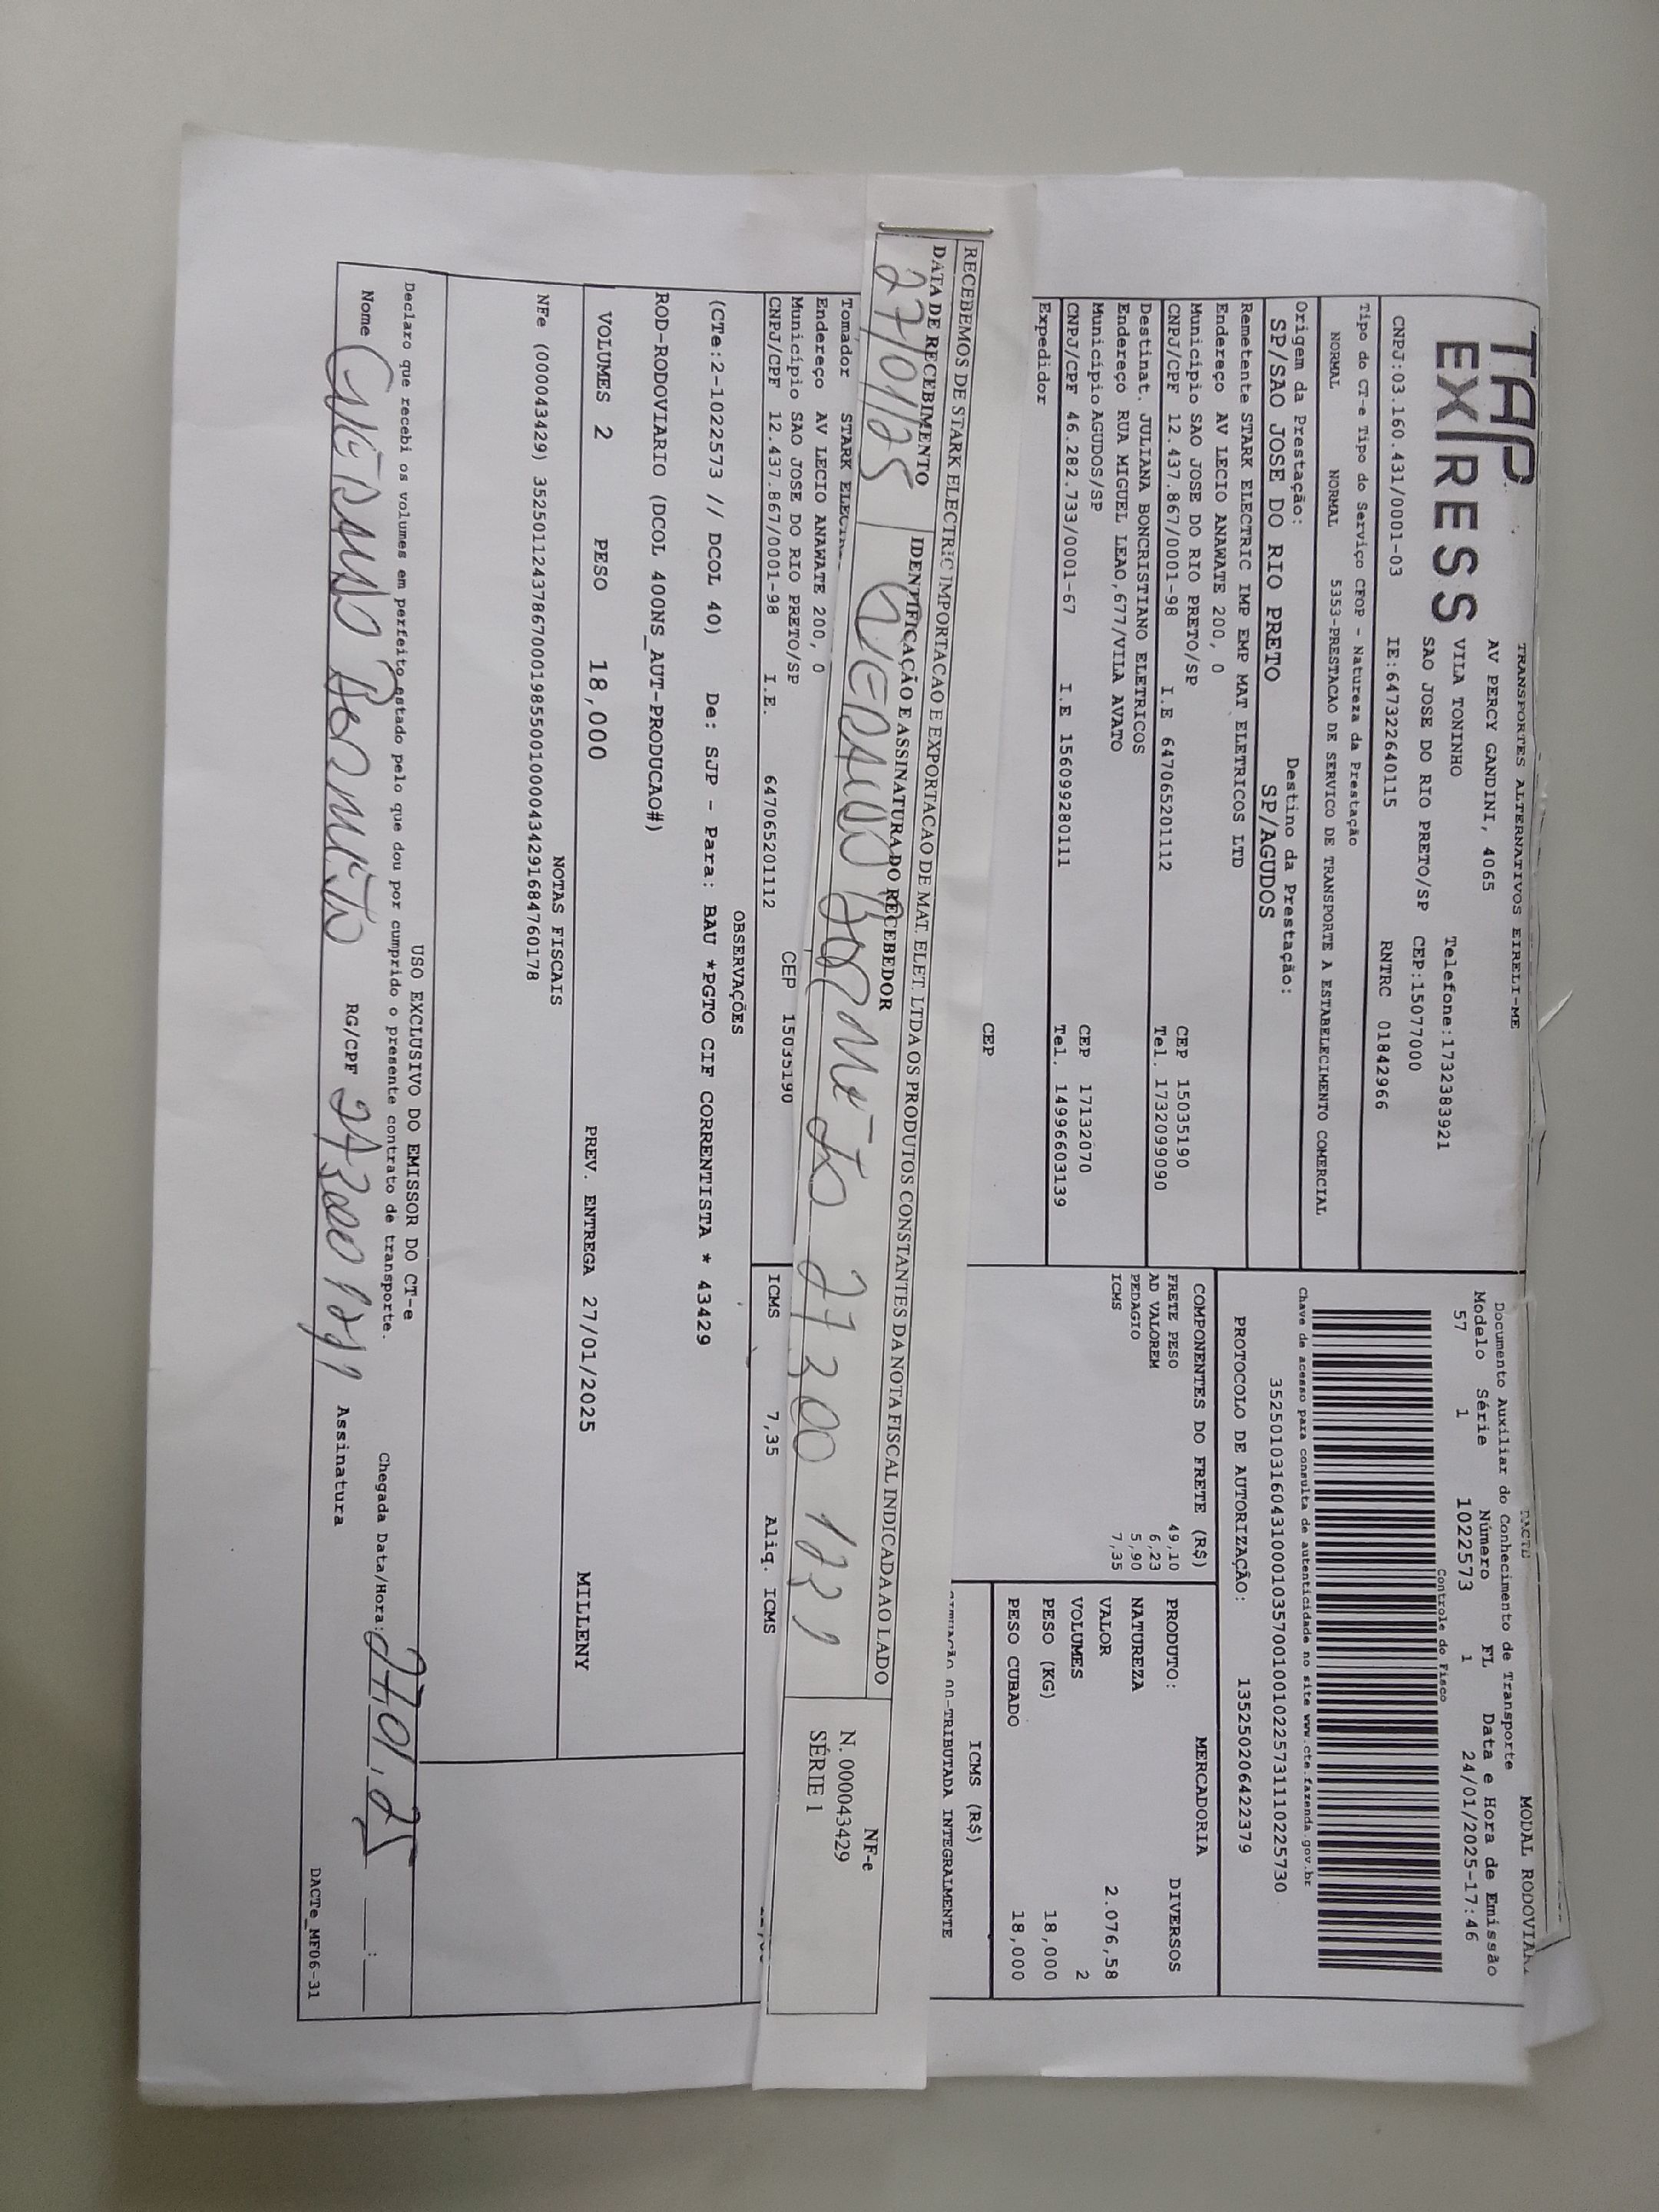 TAP
EXPRESS
TRANSPORTES ALTERNATIVOS EIRELI-ME
AV PERCY GANDINI, 4065
VILA TONINHO
Telefone:1732383921
SAO JOSE DO RIO PRETO/SP
CEP:15077000
CNPJ:03.160.431/0001-03
IE:647322640115
RNTRC 01842966
DACTE
MODAL RODOVIAR
Documento Auxiliar do Conhecimento de Transporte
Modelo Série Número FL Data e Hora de Emissão
57 1 1022573 1 24/01/2025-17:46
Controle do Fisco
Chave de acesso para consulta de autenticidade no site www.cte.fazenda.gov.br
35250103160431000103570010010225731110225730
PROTOCOLO DE AUTORIZAÇÃO: 135250206422379
Tipo do CT-e Tipo do Serviço CFOP - Natureza da Prestação
NORMAL NORMAL 5353-PRESTACAO DE SERVICO DE TRANSPORTE A ESTABELECIMENTO COMERCIAL
Origem da Prestação: Destino da Prestação:
SP/SAO JOSE DO RIO PRETO SP/AGUDOS
Remetente STARK ELECTRIC IMP EMP MAT ELETRICOS LTD
Endereço AV LECIO ANAWATE 200, 0
Município SAO JOSE DO RIO PRETO/SP CEP 15035190
CNPJ/CPF 12.437.867/0001-98 I.E 647065201112 Tel. 1732099090
Destinat. JULIANA BONCRISTIANO ELETRICOS
Endereço RUA MIGUEL LEAO,677/VILA AVATO
Município AGUDOS/SP CEP 17132070
CNPJ/CPF 46.282.733/0001-67 I.E 156099280111 Tel. 14996603139
Expedidor
CEP
COMPONENTES DO FRETE (R$)
FRETE PESO 49,10
AD VALOREM 6,23
PEDAGIO 5,90
ICMS 7,35
MERCADORIA
PRODUTO: DIVERSOS
NATUREZA
VALOR 2.076,58
VOLUMES 2
PESO (KG) 18,000
PESO CUBADO 18,000
ICMS (R$)
00-TRIBUTADA INTEGRALMENTE
RECEBEMOS DE STARK ELECTRIC IMPORTACAO E EXPORTACAO DE MAT. ELET. LTDA OS PRODUTOS CONSTANTES DA NOTA FISCAL INDICADA AO LADO
DATA DE RECEBIMENTO IDENTIFICAÇÃO E ASSINATURA DO RECEBEDOR
27/01/25
27 200 122 1
NF-e
N. 000043429
SÉRIE 1
Tomador STARK
Endereço AV LECIO ANAWATE 200, 0
Município SAO JOSE DO RIO PRETO/SP CEP 15035190
CNPJ/CPF 12.437.867/0001-98 I.E. 647065201112
ICMS 7,35 Aliq. ICMS
OBSERVAÇÕES
(CTe:2-1022573 // DCOL 40) De: SJP - Para: BAU *PGTO CIF CORRENTISTA * 43429
ROD-RODOVIARIO (DCOL 400NS_AUT-PRODUCAO#)
VOLUMES 2 PESO 18,000 PREV. ENTREGA 27/01/2025 MILLENY
NOTAS FISCAIS
NFe (000043429) 35250112437867000198550010000434291684760178
USO EXCLUSIVO DO EMISSOR DO CT-e
Declaro que recebi os volumes em perfeito estado pelo que dou por cumprido o presente contrato de transporte.
Chegada Data/Hora: 27,01,25 __:__
Nome RG/CPF Assinatura
DACTe_MF06-31